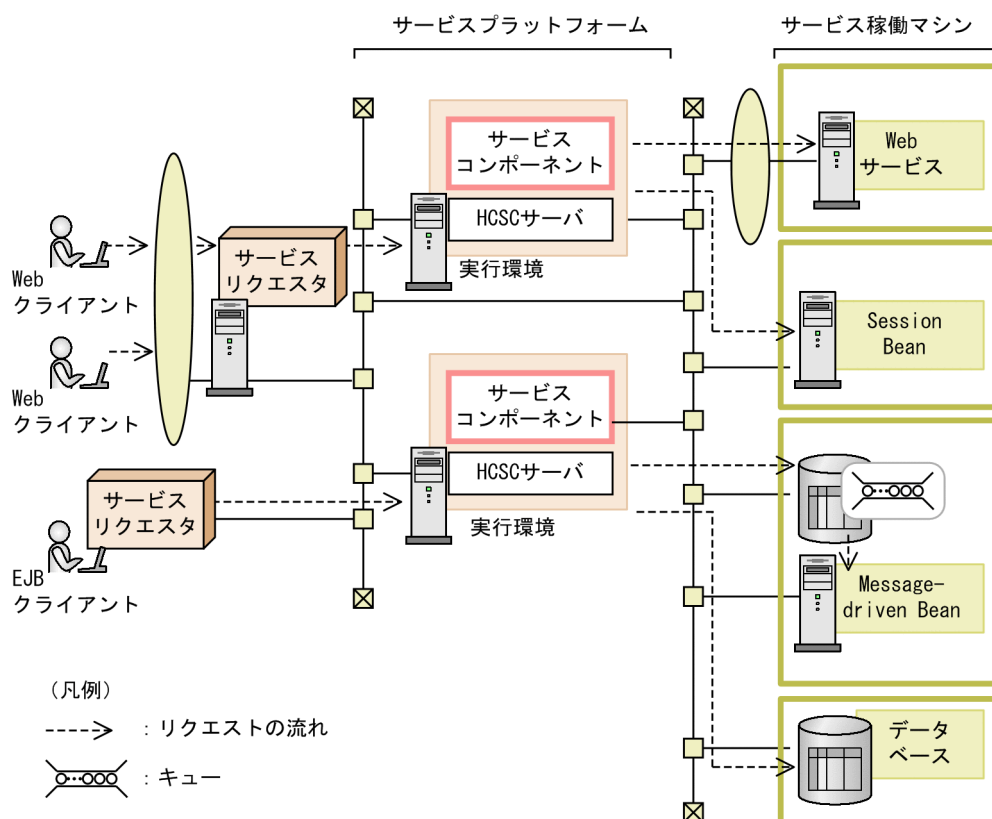 サービスプラットフォーム
サービス稼働マシン
サービス
コンポーネント
HCSCサーバ
実行環境
Web
サービス
Web
クライアント
サービス
リクエスタ
Session
Bean
Web
クライアント
サービス
コンポーネント
HCSCサーバ
実行環境
サービス
リクエスタ
EJB
クライアント
Message-
driven Bean
データ
ベース
(凡例)
:リクエストの流れ
:キュー